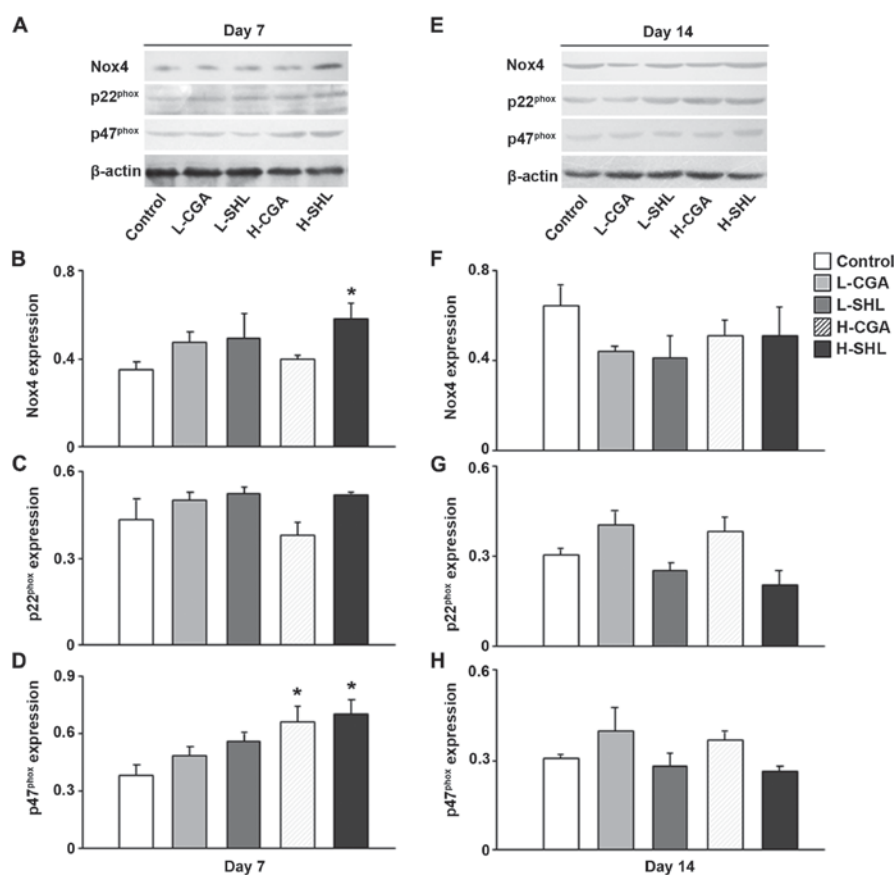 A
Day 7
Nox4
p22phox
p47phox
β-actin
Control
L-CGA
L-SHL
H-CGA
H-SHL
E
Day 14
Nox4
p22phox
p47phox
β-actin
Control
L-CGA
L-SHL
H-CGA
H-SHL
B
Nox4 expression
0.8
0.4
0
*
C
p22phox expression
0.6
0.3
0
D
p47phox expression
0.9
0.6
0.3
0
*
*
Day 7
F
Nox4 expression
0.8
0.4
0
Control
L-CGA
L-SHL
H-CGA
H-SHL
G
p22phox expression
0.6
0.3
0
H
p47phox expression
0.6
0.3
0
Day 14